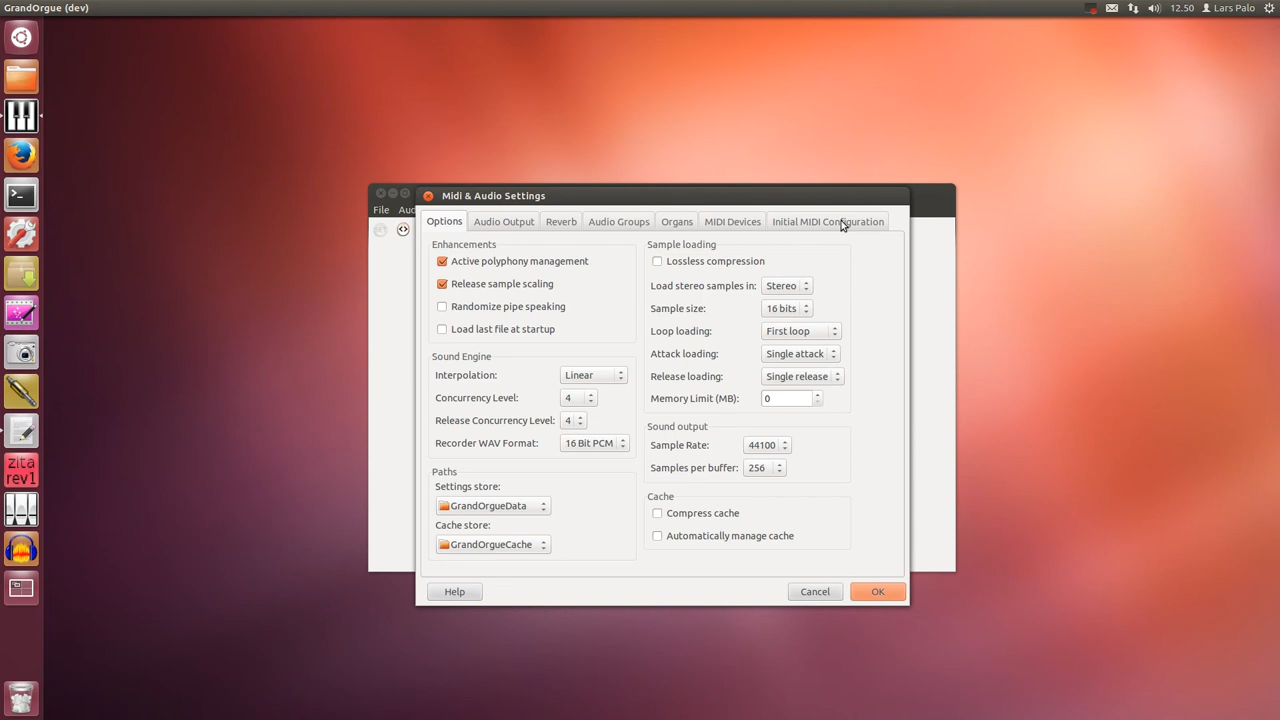 GrandOrgue (dev)
12.50 Lars Palo
Midi & Audio Settings
File Au
Options Audio Output Reverb Audio Groups Organs MIDI Devices Initial MIDI Configuration
Enhancements
Active polyphony management
Release sample scaling
Randomize pipe speaking
Load last file at startup
Sound Engine
Interpolation: Linear
Concurrency Level: 4
Release Concurrency Level: 4
Recorder WAV Format: 16 Bit PCM
Paths
Settings store:
GrandOrgueData
Cache store:
GrandOrgueCache
Sample loading
Lossless compression
Load stereo samples in: Stereo
Sample size: 16 bits
Loop loading: First loop
Attack loading: Single attack
Release loading: Single release
Memory Limit (MB): 0
Sound output
Sample Rate: 44100
Samples per buffer: 256
Cache
Compress cache
Automatically manage cache
Help Cancel OK
zita
rev1